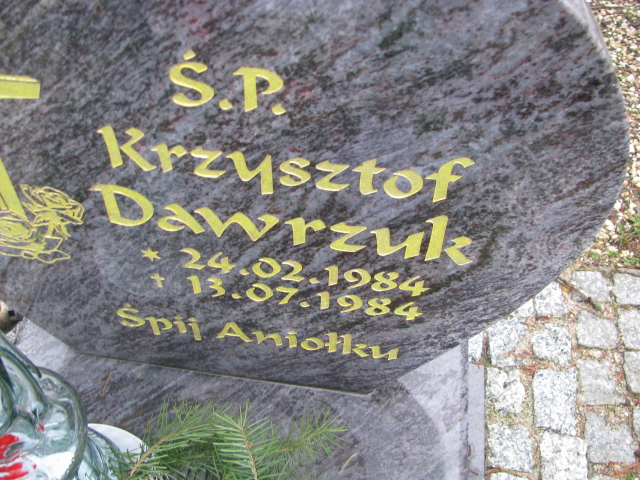 Ś.P.
Krzysztof
Dawrzuk
* 24.02.1984
† 13.07.1984
Śpij Aniołku